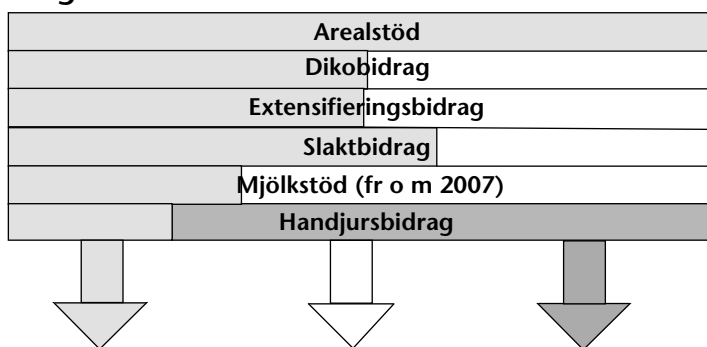 Arealstöd
Dikobidrag
Extensifieringsbidrag
Slaktbidrag
Mjölkstöd (fr o m 2007)
Handjursbidrag